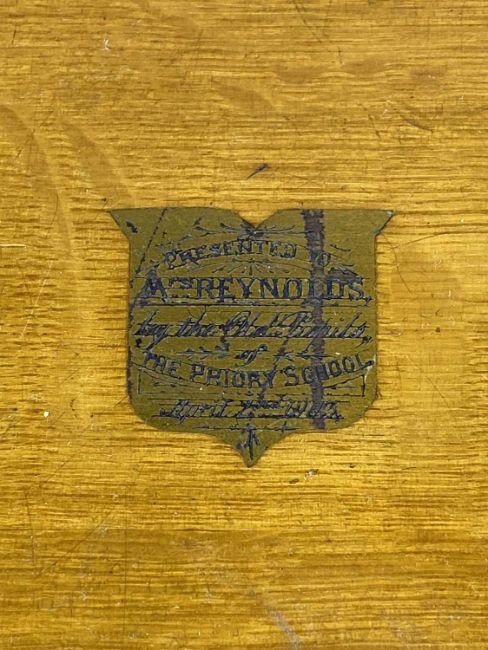 PRESENTED TO
Mrs REYNOLDS,
by the Old Pupils
of
THE PRIORY SCHOOL
April